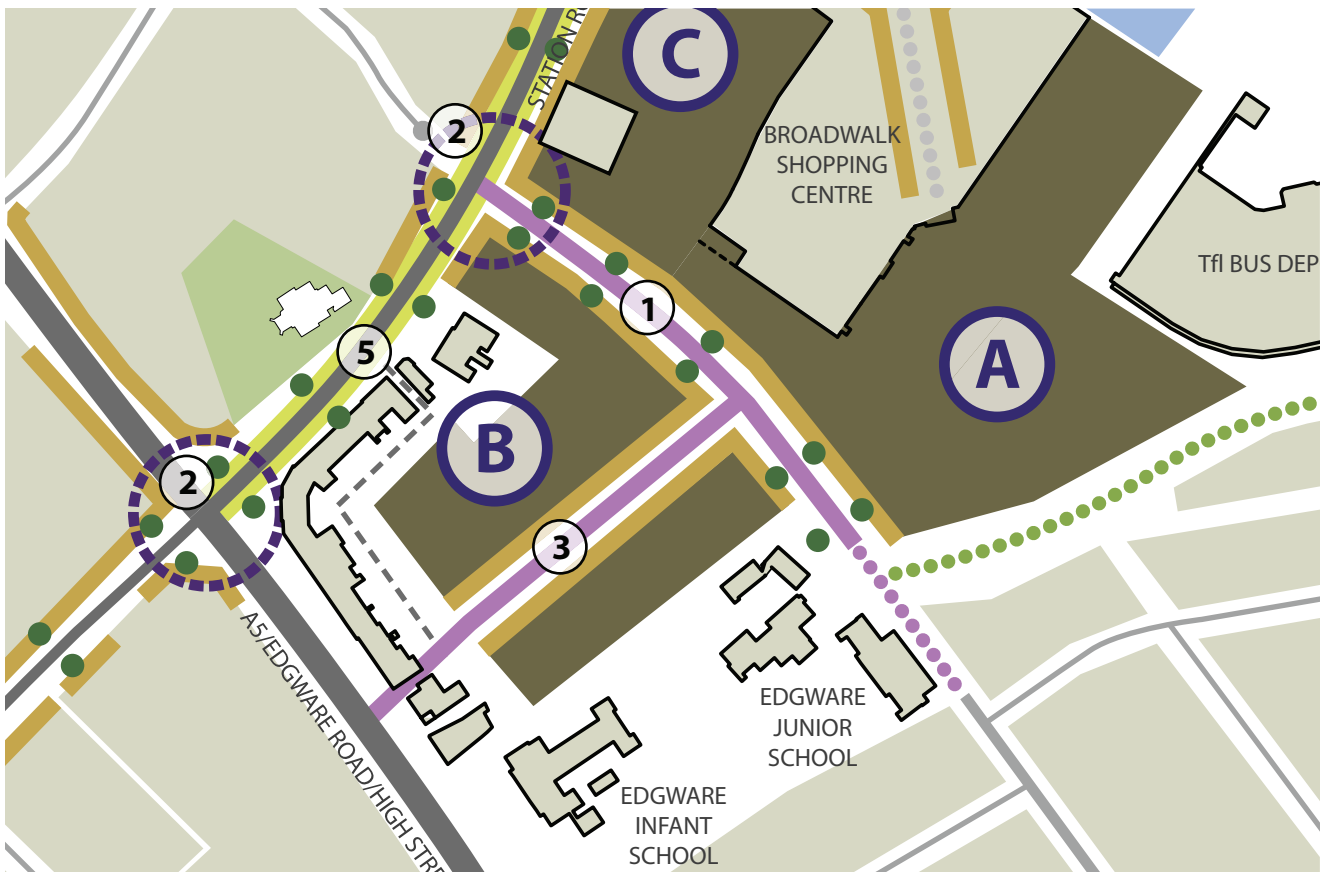 STATION R
C
2
BROADWALK
SHOPPING
CENTRE
Tfl BUS DEP
1
5
A
B
2
3
A5/EDGWARE ROAD/HIGH STRE
EDGWARE
JUNIOR
SCHOOL
EDGWARE
INFANT
SCHOOL